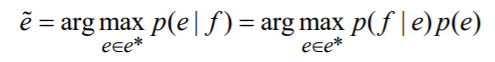 ẽ = arg max p(e | f) = arg max p(f | e)p(e)
e∈e* e∈e*